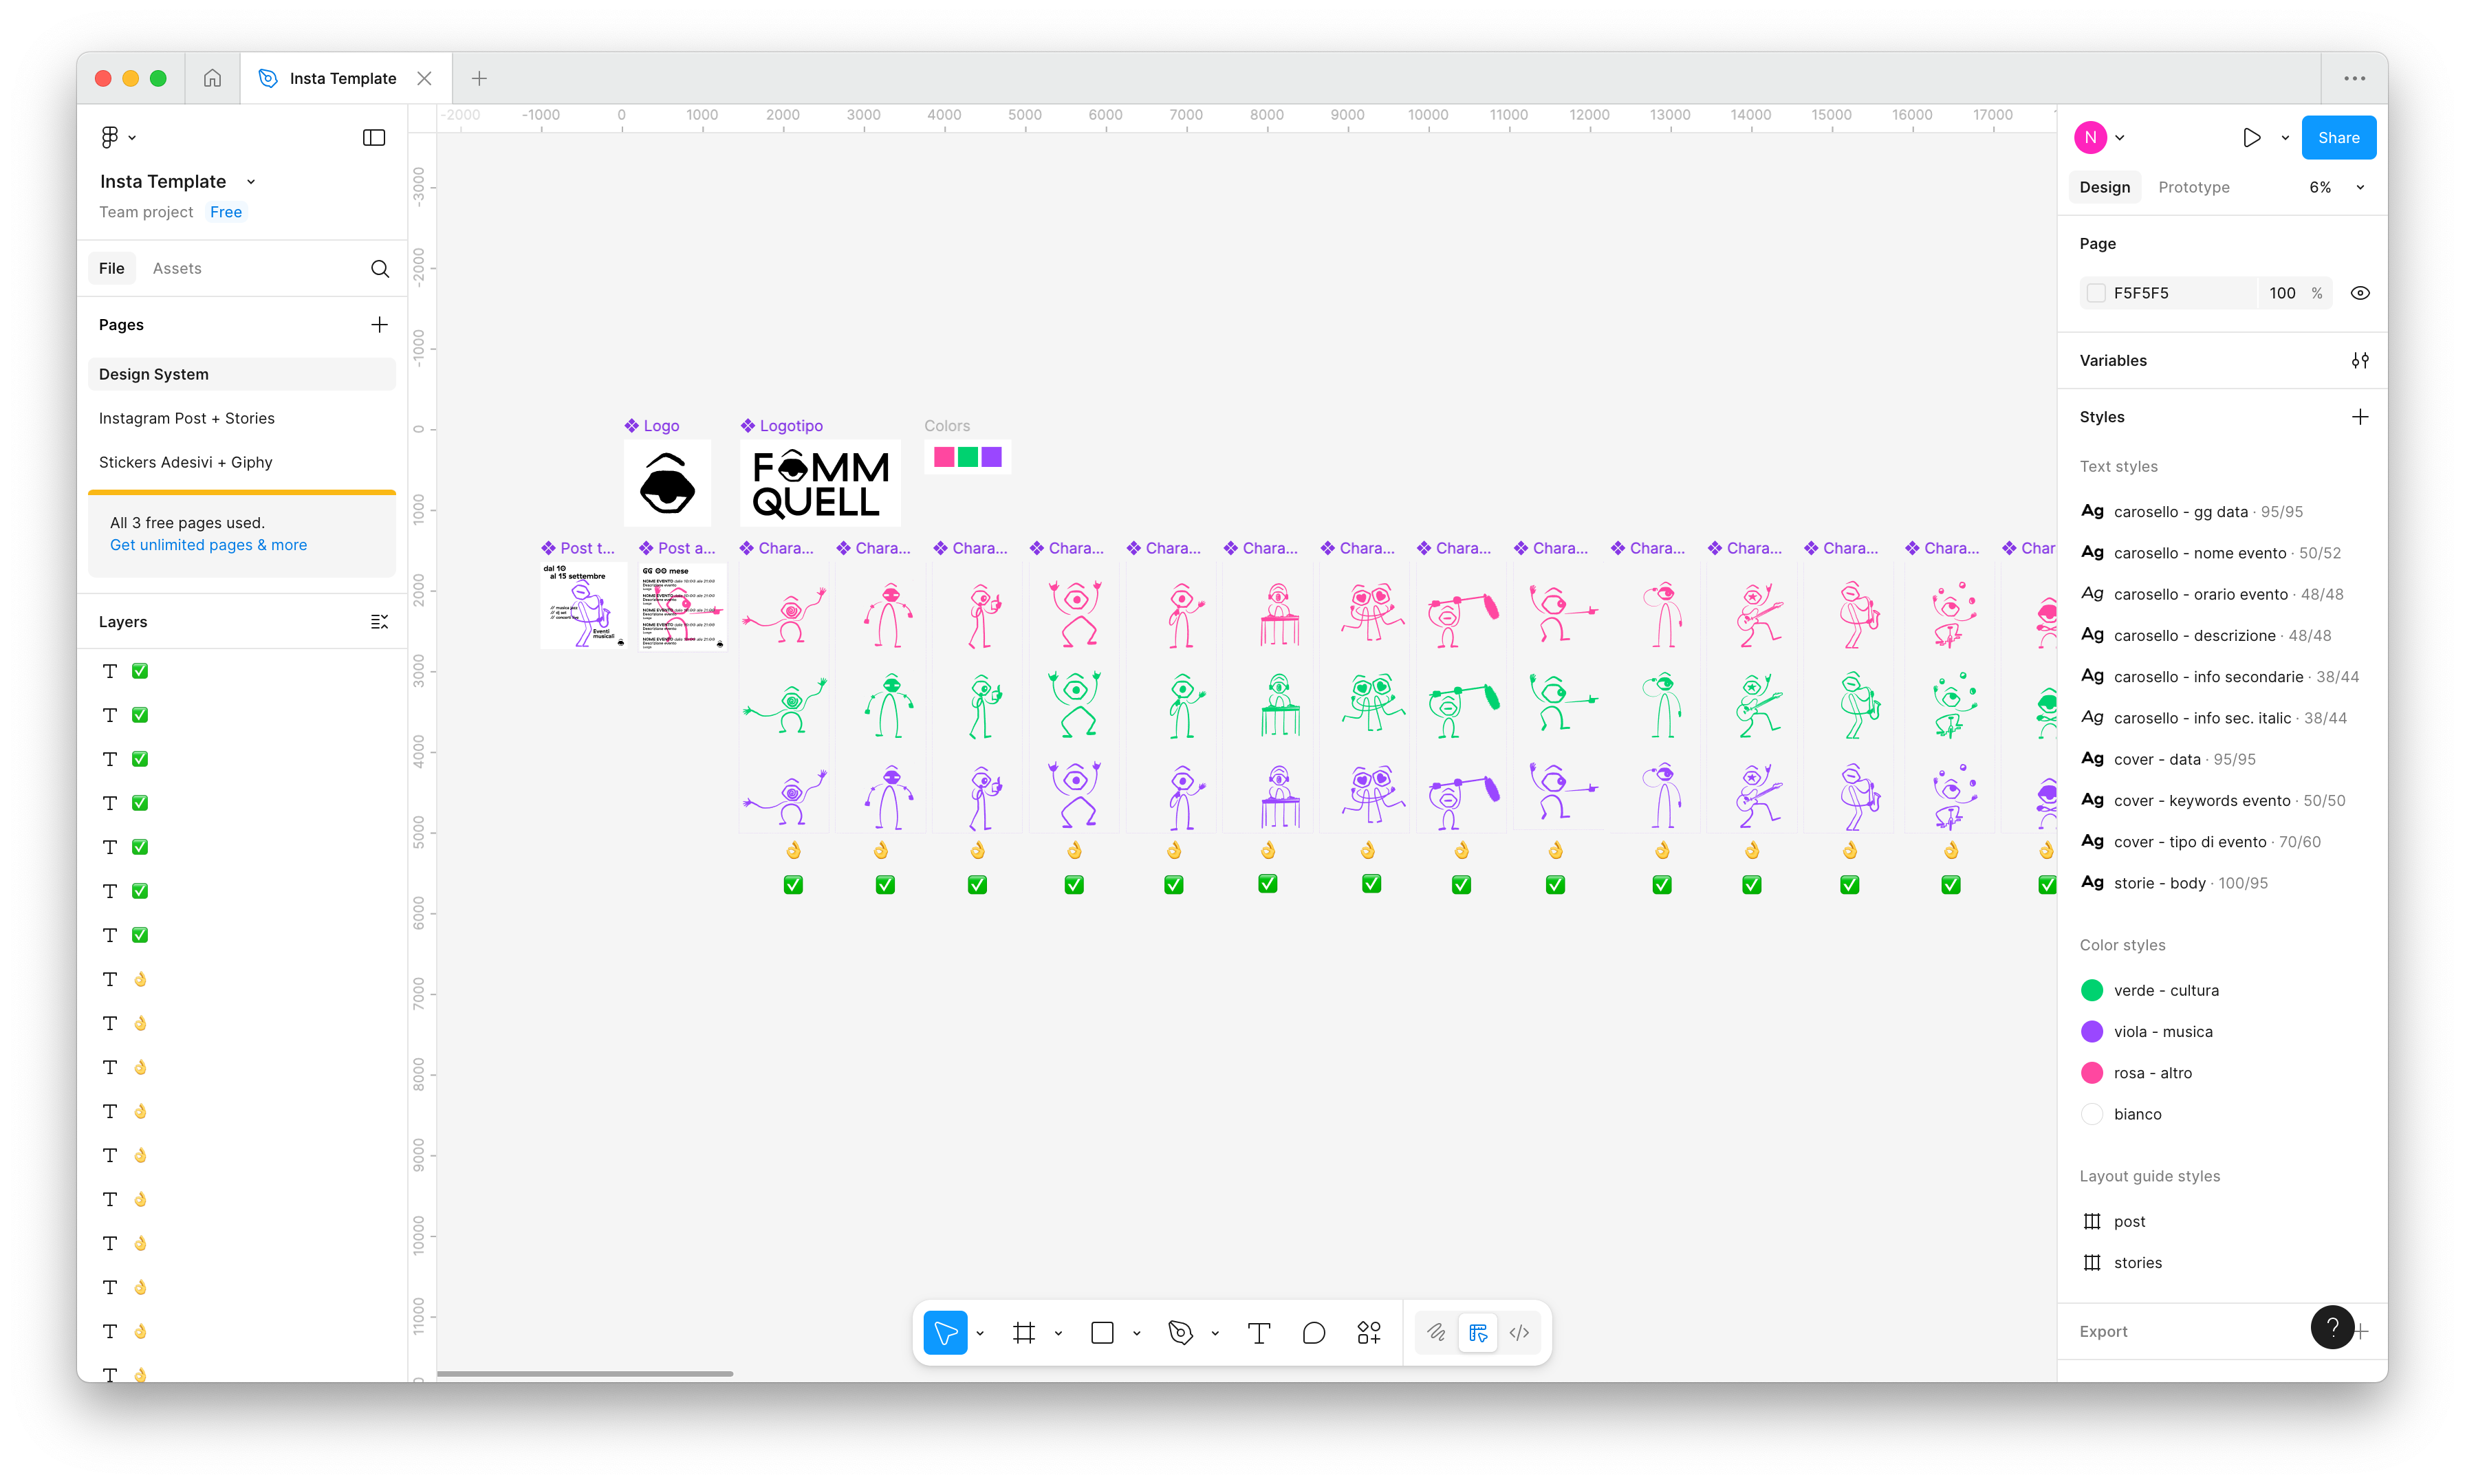 Insta Template
Insta Template
Team project Free
File Assets
Pages
Design System
Instagram Post + Stories
Stickers Adesivi + Giphy
All 3 free pages used.
Get unlimited pages & more
Layers
-2000 -1000 0 1000 2000 3000 4000 5000 6000 7000 8000 9000 10000 11000 12000 13000 14000 15000 16000 17000
-3000
-2000
-1000
0
1000
2000
3000
4000
5000
6000
7000
8000
9000
10000
11000
Logo Logotipo Colors
FOMM
QUELL
Post t... Post a... Chara... Chara... Chara... Chara... Chara... Chara... Chara... Chara... Chara... Chara... Chara... Chara... Chara... Char
dal 10
al 15 settembre
Eventi
musicali
GG 00 mese
N
Share
Design Prototype 6%
Page
F5F5F5 100 %
Variables
Styles
Text styles
Ag carosello - gg data · 95/95
Ag carosello - nome evento · 50/52
Ag carosello - orario evento · 48/48
Ag carosello - descrizione · 48/48
Ag carosello - info secondarie · 38/44
Ag carosello - info sec. italic · 38/44
Ag cover - data · 95/95
Ag cover - keywords evento · 50/50
Ag cover - tipo di evento · 70/60
Ag storie - body · 100/95
Color styles
verde - cultura
viola - musica
rosa - altro
bianco
Layout guide styles
post
stories
Export
?